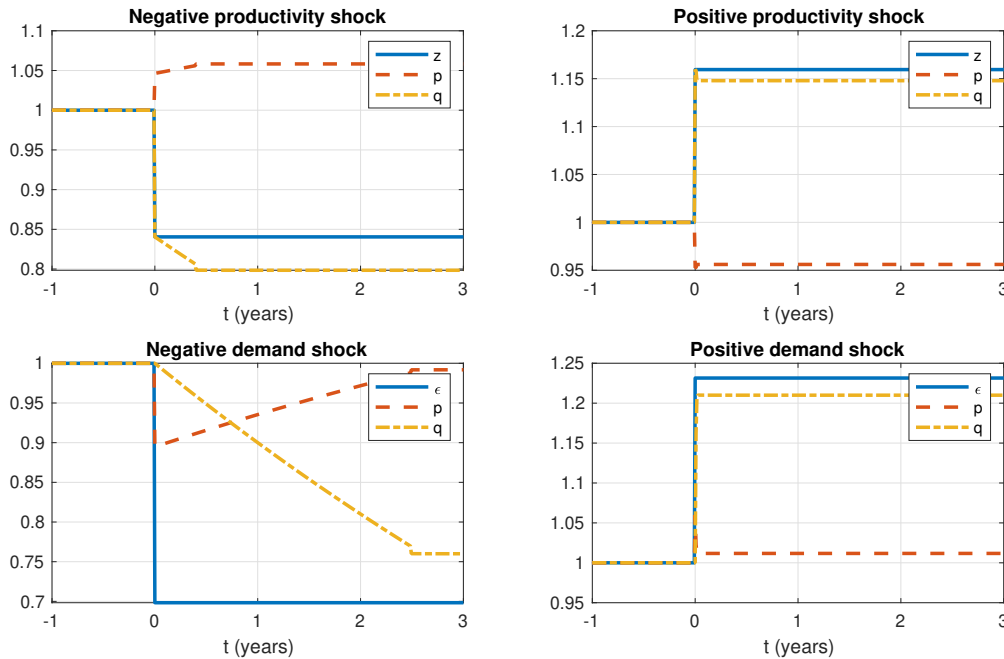 Negative productivity shock
1.1
1.05
1
0.95
0.9
0.85
0.8
-1
0
1
2
3
t (years)
z
p
q
Positive productivity shock
1.2
1.15
1.1
1.05
1
0.95
-1
0
1
2
3
t (years)
z
p
q
Negative demand shock
1
0.95
0.9
0.85
0.8
0.75
0.7
-1
0
1
2
3
t (years)
ϵ
p
q
Positive demand shock
1.25
1.2
1.15
1.1
1.05
1
0.95
-1
0
1
2
3
t (years)
ϵ
p
q